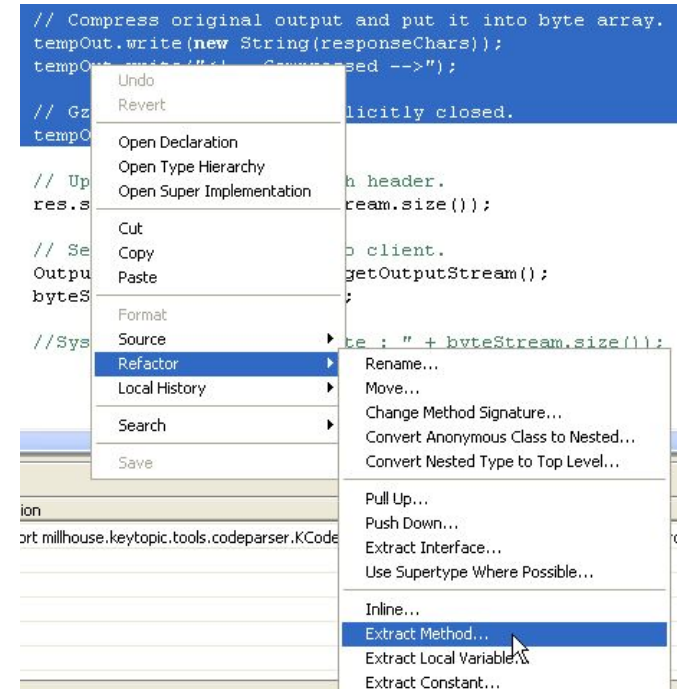 // Compress original output and put it into byte array.
tempOut.write(new String(responseChars));
tempO
sed -->");
// Gz
licitly closed.
tempO
// Up
h header.
res.s
ream.size());
// Se
o client.
Outpu
getOutputStream();
byteS
;
//Sys
te : " + byteStream.size());
Undo
Revert
Open Declaration
Open Type Hierarchy
Open Super Implementation
Cut
Copy
Paste
Format
Source
Refactor
Local History
Search
Save
Rename...
Move...
Change Method Signature...
Convert Anonymous Class to Nested...
Convert Nested Type to Top Level...
Pull Up...
Push Down...
Extract Interface...
Use Supertype Where Possible...
Inline...
Extract Method...
Extract Local Variable...
Extract Constant...
ion
ort millhouse.keytopic.tools.codeparser.KCode